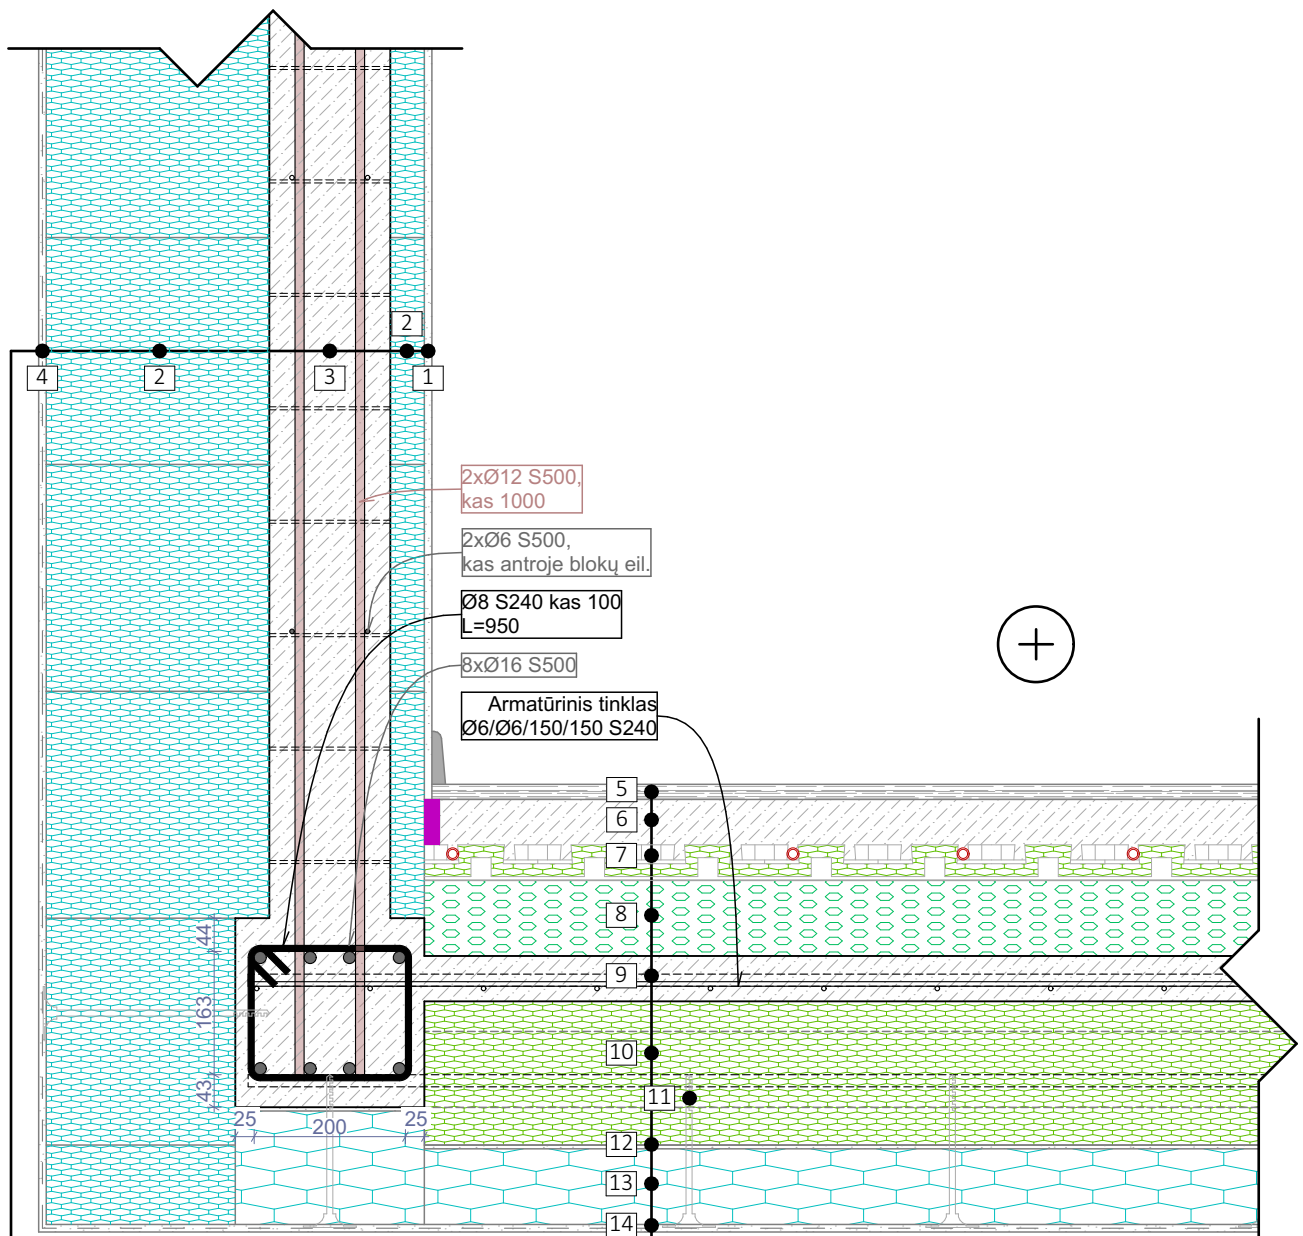 2
4
2
3
1
2xØ12 S500,
kas 1000
2xØ6 S500,
kas antroje blokų eil.
Ø8 S240 kas 100
L=950
8xØ16 S500
Armatūrinis tinklas
Ø6/Ø6/150/150 S240
5
6
7
8
9
10
11
12
13
14
44
163
43
25
200
25